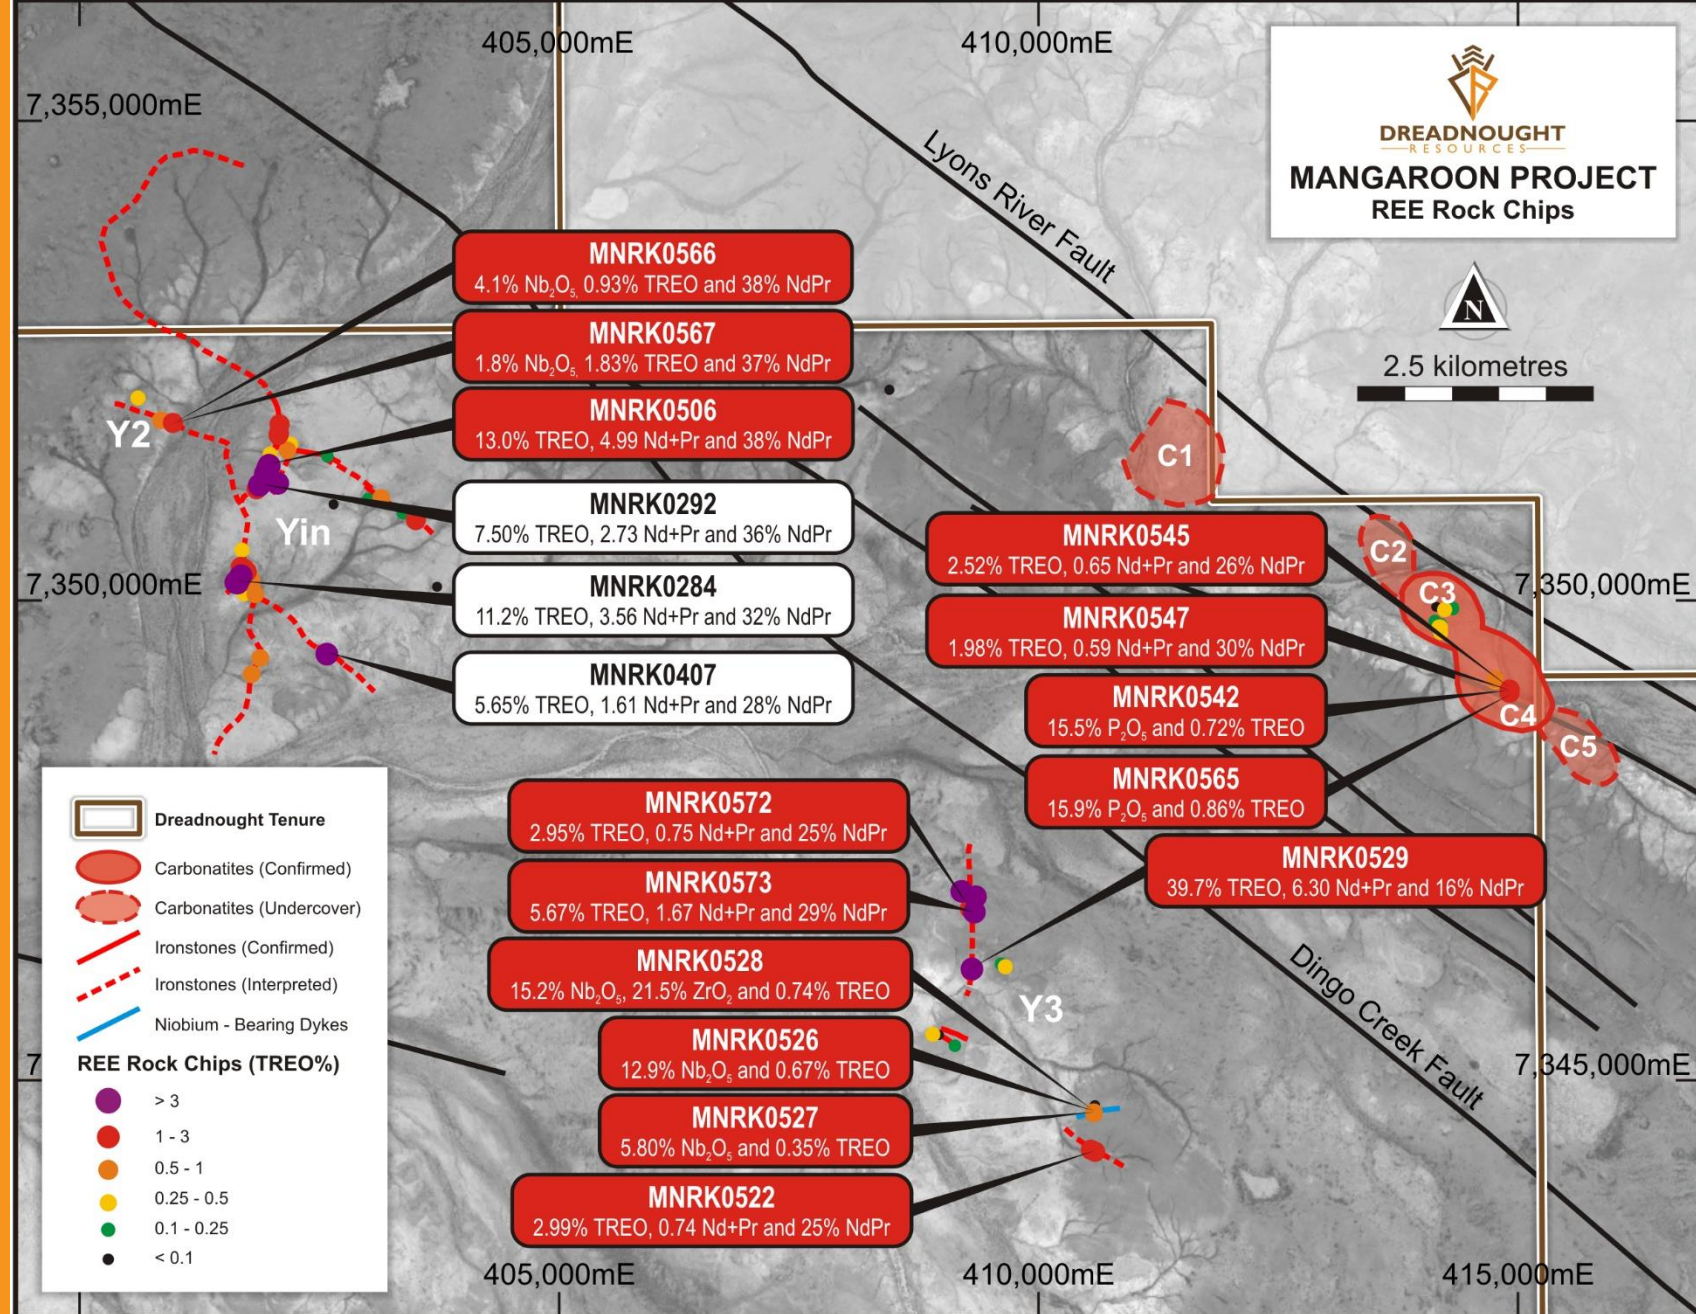 405,000mE
410,000mE
7,355,000mE
DREADNOUGHT
RESOURCES
MANGAROON PROJECT
REE Rock Chips
Lyons River Fault
N
2.5 kilometres
MNRK0566
4.1% Nb₂O₅, 0.93% TREO and 38% NdPr
MNRK0567
1.8% Nb₂O₅, 1.83% TREO and 37% NdPr
MNRK0506
13.0% TREO, 4.99 Nd+Pr and 38% NdPr
Y2
C1
MNRK0292
7.50% TREO, 2.73 Nd+Pr and 36% NdPr
Yin
MNRK0545
2.52% TREO, 0.65 Nd+Pr and 26% NdPr
C2
7,350,000mE
MNRK0284
11.2% TREO, 3.56 Nd+Pr and 32% NdPr
C3
7,350,000mE
MNRK0547
1.98% TREO, 0.59 Nd+Pr and 30% NdPr
MNRK0407
5.65% TREO, 1.61 Nd+Pr and 28% NdPr
MNRK0542
15.5% P₂O₅ and 0.72% TREO
C4
C5
MNRK0565
15.9% P₂O₅ and 0.86% TREO
MNRK0572
2.95% TREO, 0.75 Nd+Pr and 25% NdPr
MNRK0529
39.7% TREO, 6.30 Nd+Pr and 16% NdPr
MNRK0573
5.67% TREO, 1.67 Nd+Pr and 29% NdPr
MNRK0528
15.2% Nb₂O₅, 21.5% ZrO₂ and 0.74% TREO
Y3
Dingo Creek Fault
MNRK0526
12.9% Nb₂O₅ and 0.67% TREO
7,345,000mE
MNRK0527
5.80% Nb₂O₅ and 0.35% TREO
MNRK0522
2.99% TREO, 0.74 Nd+Pr and 25% NdPr
Dreadnought Tenure
Carbonatites (Confirmed)
Carbonatites (Undercover)
Ironstones (Confirmed)
Ironstones (Interpreted)
Niobium - Bearing Dykes
REE Rock Chips (TREO%)
> 3
1 - 3
0.5 - 1
0.25 - 0.5
0.1 - 0.25
< 0.1
7
405,000mE
410,000mE
415,000mE